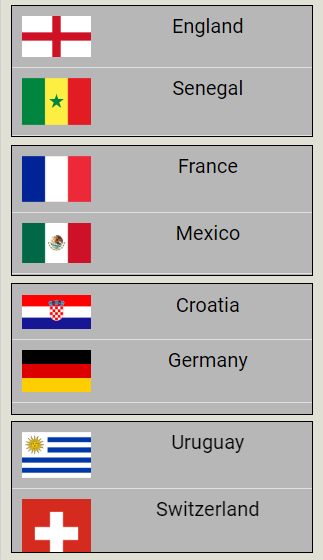 England
Senegal
France
Mexico
Croatia
Germany
Uruguay
Switzerland